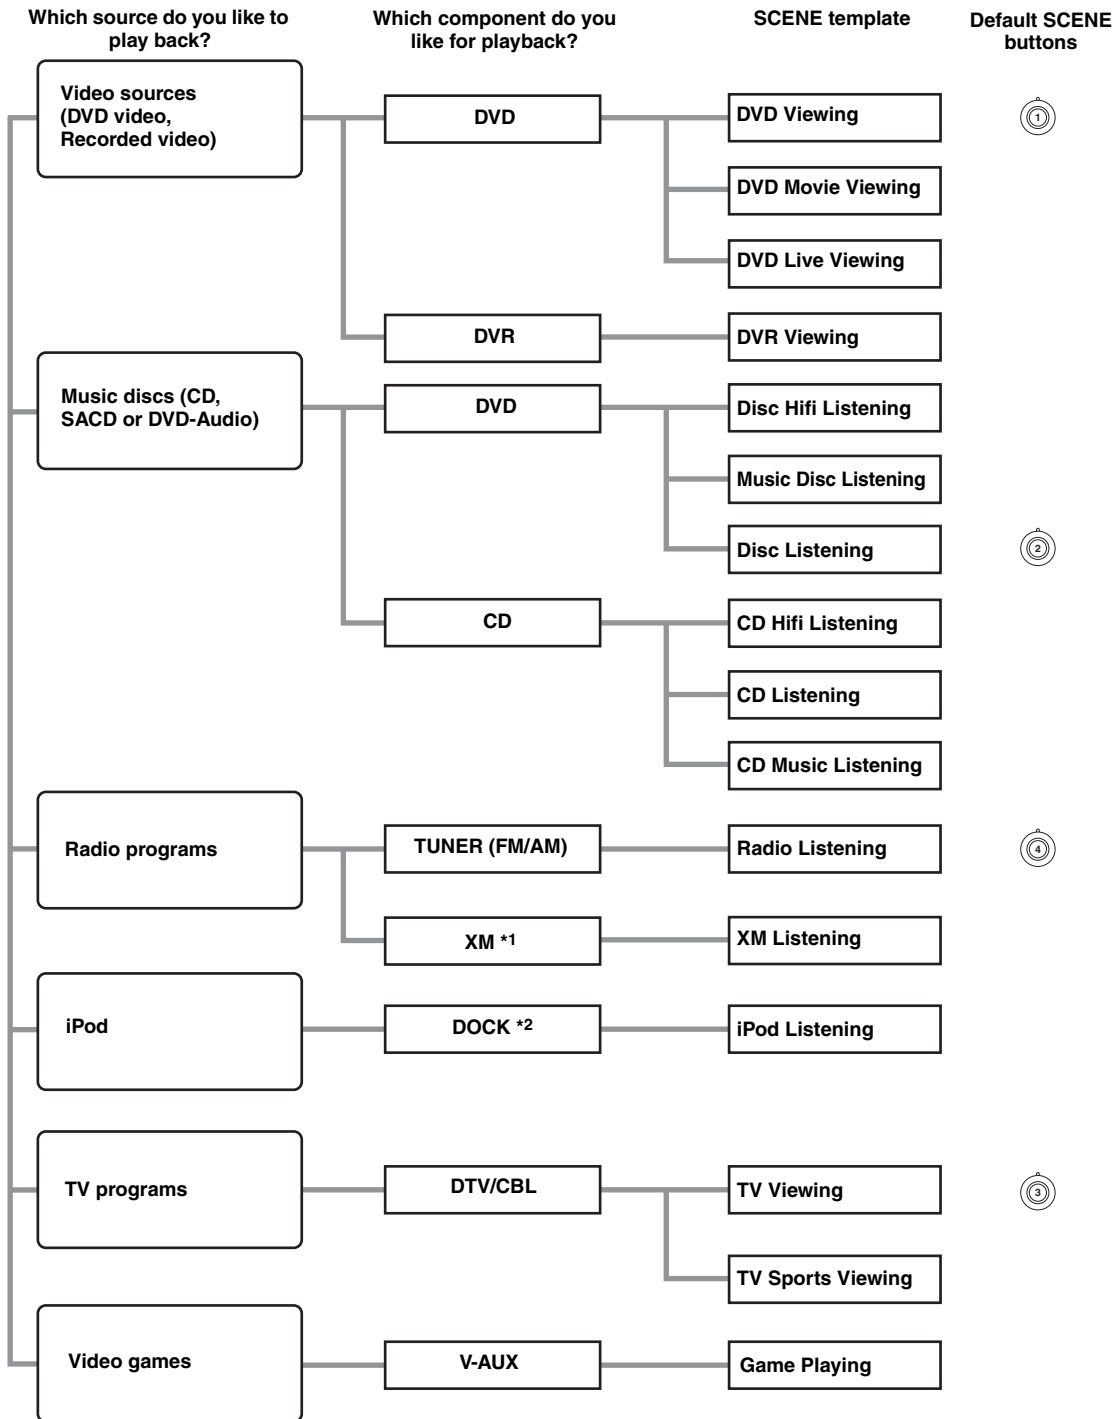 Which source do you like to
play back?
Which component do you
like for playback?
SCENE template
Default SCENE
buttons
Video sources
(DVD video,
Recorded video)
DVD
DVD Viewing
1
DVD Movie Viewing
DVD Live Viewing
DVR
DVR Viewing
Music discs (CD,
SACD or DVD-Audio)
DVD
Disc Hifi Listening
Music Disc Listening
Disc Listening
2
CD
CD Hifi Listening
CD Listening
CD Music Listening
Radio programs
TUNER (FM/AM)
Radio Listening
4
XM *1
XM Listening
iPod
DOCK *2
iPod Listening
TV programs
DTV/CBL
TV Viewing
3
TV Sports Viewing
Video games
V-AUX
Game Playing